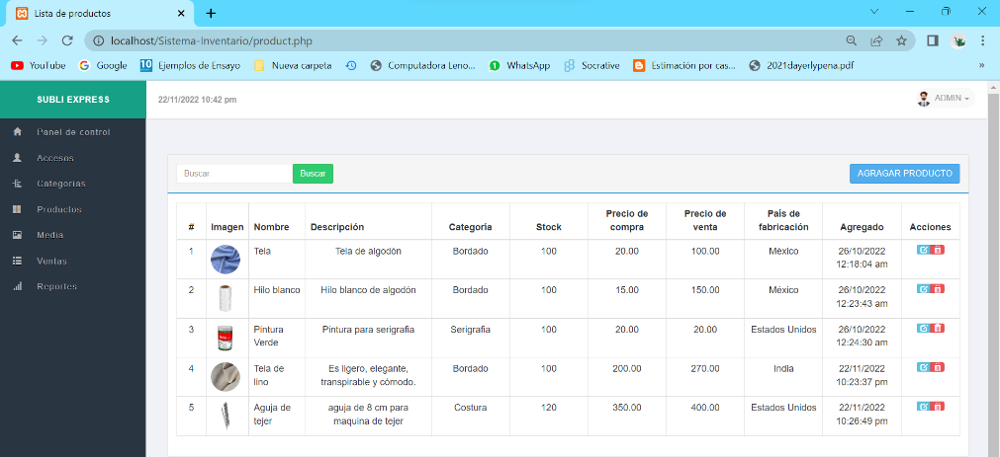 Lista de productos
localhost/Sistema-Inventario/product.php
YouTube Google Ejemplos de Ensayo Nueva carpeta Computadora Leno... WhatsApp Socrative Estimación por cas... 2021dayerlypena.pdf »
SUBLI EXPRESS 22/11/2022 10:42 pm ADMIN
Panel de control
Accesos
Categorías
Productos
Media
Ventas
Reportes
Buscar Buscar AGRAGAR PRODUCTO
# Imagen Nombre Descripción Categoría Stock Precio de compra Precio de venta País de fabricación Agregado Acciones
1 Tela Tela de algodón Bordado 100 20.00 100.00 México 26/10/2022 12:18:04 am
2 Hilo blanco Hilo blanco de algodón Bordado 100 15.00 150.00 México 26/10/2022 12:23:43 am
3 Pintura Verde Pintura para serigrafia Serigrafía 100 20.00 20.00 Estados Unidos 26/10/2022 12:24:30 am
4 Tela de lino Es ligero, elegante, transpirable y cómodo. Bordado 100 200.00 270.00 India 22/11/2022 10:23:37 pm
5 Aguja de tejer aguja de 8 cm para maquina de tejer Costura 120 350.00 400.00 Estados Unidos 22/11/2022 10:26:49 pm